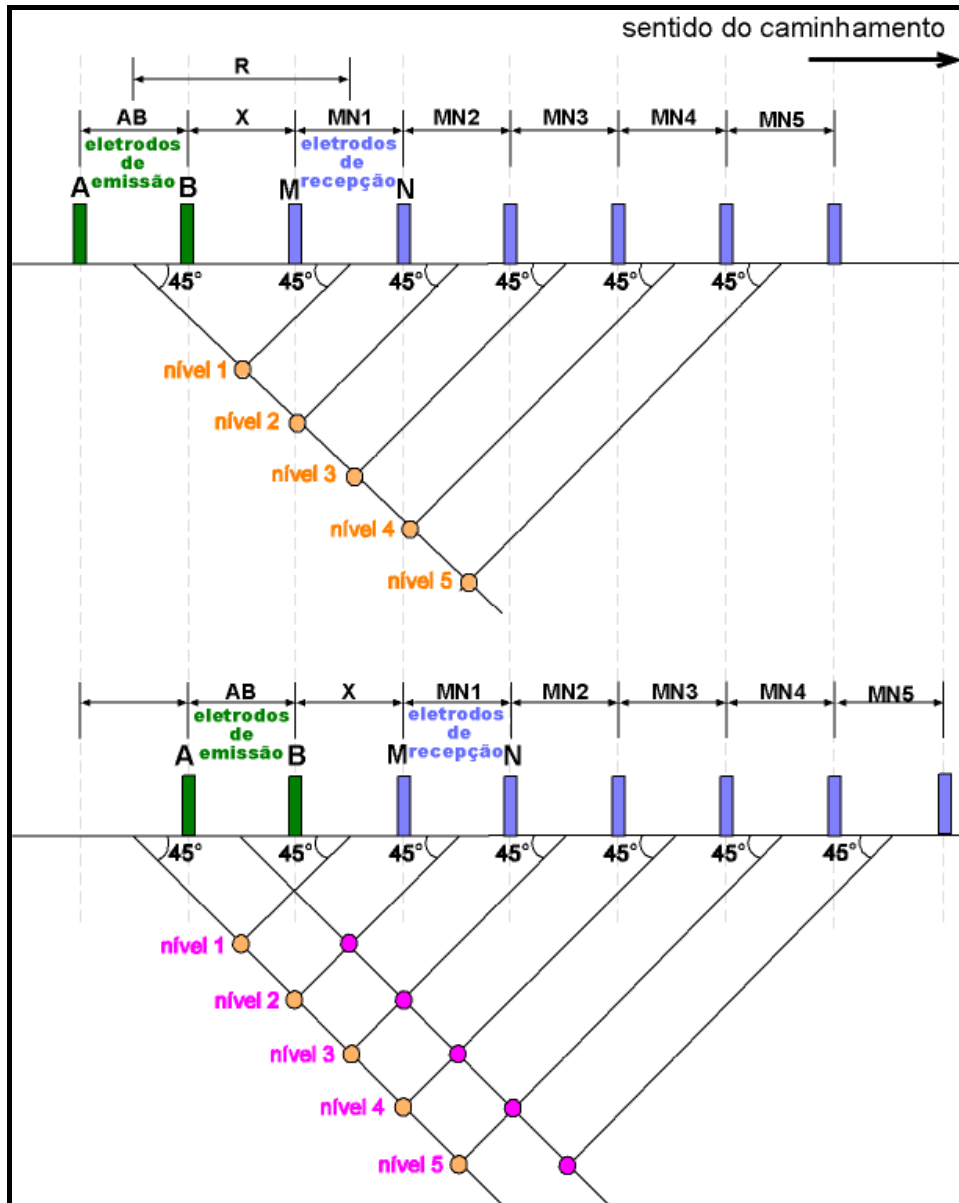 sentido do caminhamento
R
AB X MN1 MN2 MN3 MN4 MN5
eletrodos de emissão
eletrodos de recepção
A B M N
45° 45° 45° 45° 45°
nível 1
nível 2
nível 3
nível 4
nível 5
AB X MN1 MN2 MN3 MN4 MN5
eletrodos de emissão
eletrodos de recepção
A B M N
45° 45° 45° 45° 45° 45° 45°
nível 1
nível 2
nível 3
nível 4
nível 5